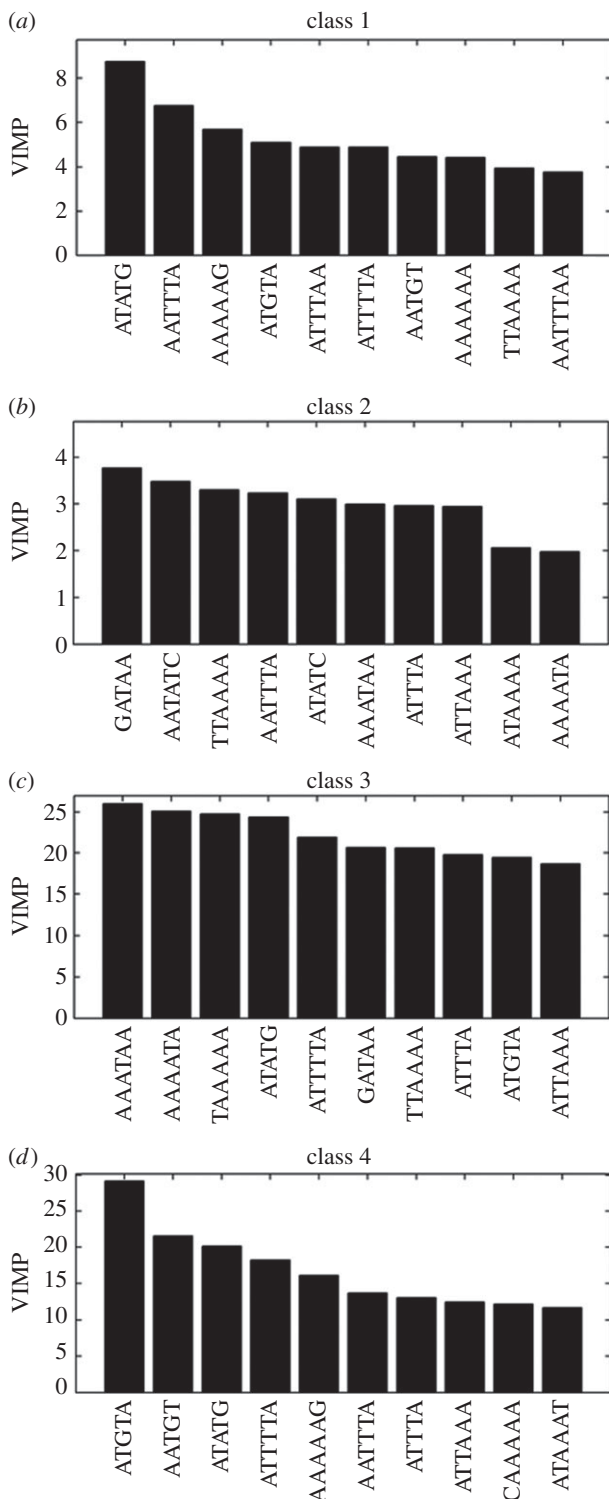 (a) class 1
VIMP
8
6
4
2
0
ATATG
AATTTA
AAAAAG
ATGTA
ATTTAA
ATTTTA
AATGT
AAAAAA
TTAAAA
AATTAA
(b) class 2
VIMP
4
3
2
1
0
GATAA
AATATC
TTAAAA
AATTTA
ATATC
AAATAA
ATTTA
ATTAAA
ATAAAA
AAAATA
(c) class 3
VIMP
25
20
15
10
5
0
AAATAA
AAAATA
TAAAAA
ATATG
ATTTTA
GATAA
TTAAAA
ATTTA
ATGTA
ATTAAA
(d) class 4
VIMP
30
25
20
15
10
5
0
ATGTA
AATGT
ATATG
ATTTTA
AAAAAG
AATTTA
ATTTA
ATTAAA
CAAAAA
ATAAAT